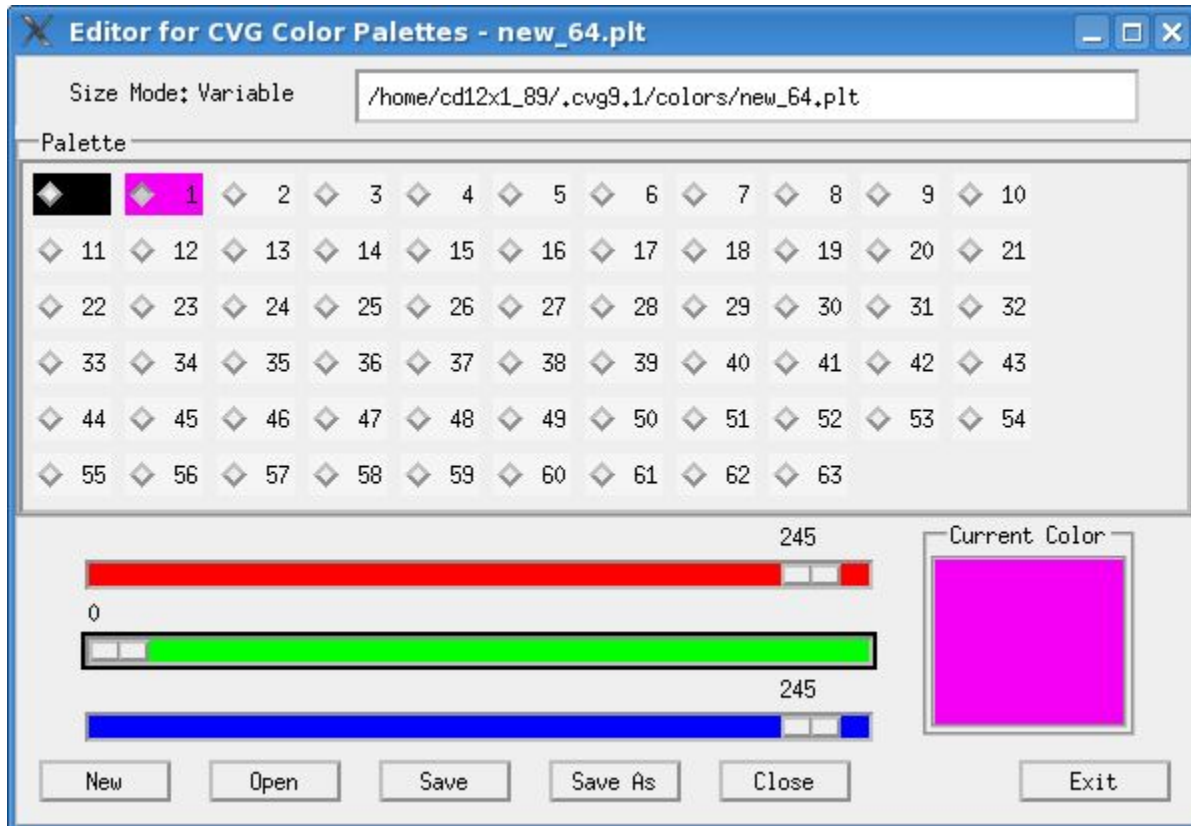 Editor for CVG Color Palettes - new_64.plt
Size Mode: Variable /home/cd12x1_89/.cvg9.1/colors/new_64.plt
Palette
1 2 3 4 5 6 7 8 9 10
11 12 13 14 15 16 17 18 19 20 21
22 23 24 25 26 27 28 29 30 31 32
33 34 35 36 37 38 39 40 41 42 43
44 45 46 47 48 49 50 51 52 53 54
55 56 57 58 59 60 61 62 63
245 Current Color
0
245
New Open Save Save As Close Exit